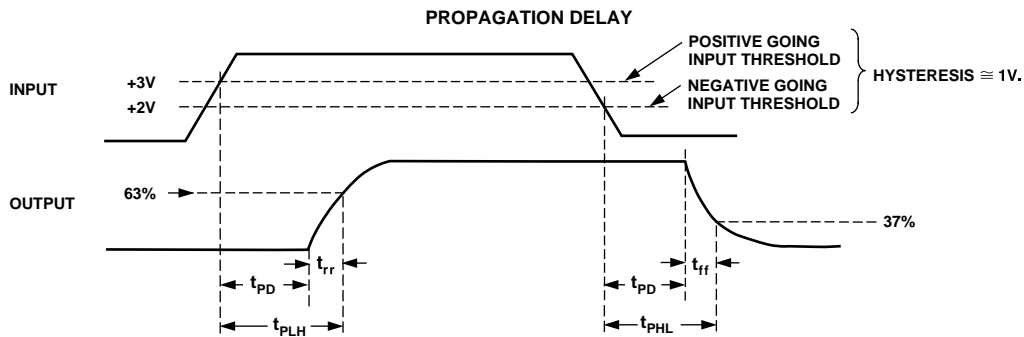 PROPAGATION DELAY
POSITIVE GOING
INPUT THRESHOLD
INPUT
+3V
HYSTERESIS ≅ 1V.
+2V
NEGATIVE GOING
INPUT THRESHOLD
OUTPUT
63%
37%
trr
tff
tPD
tPD
tPLH
tPHL